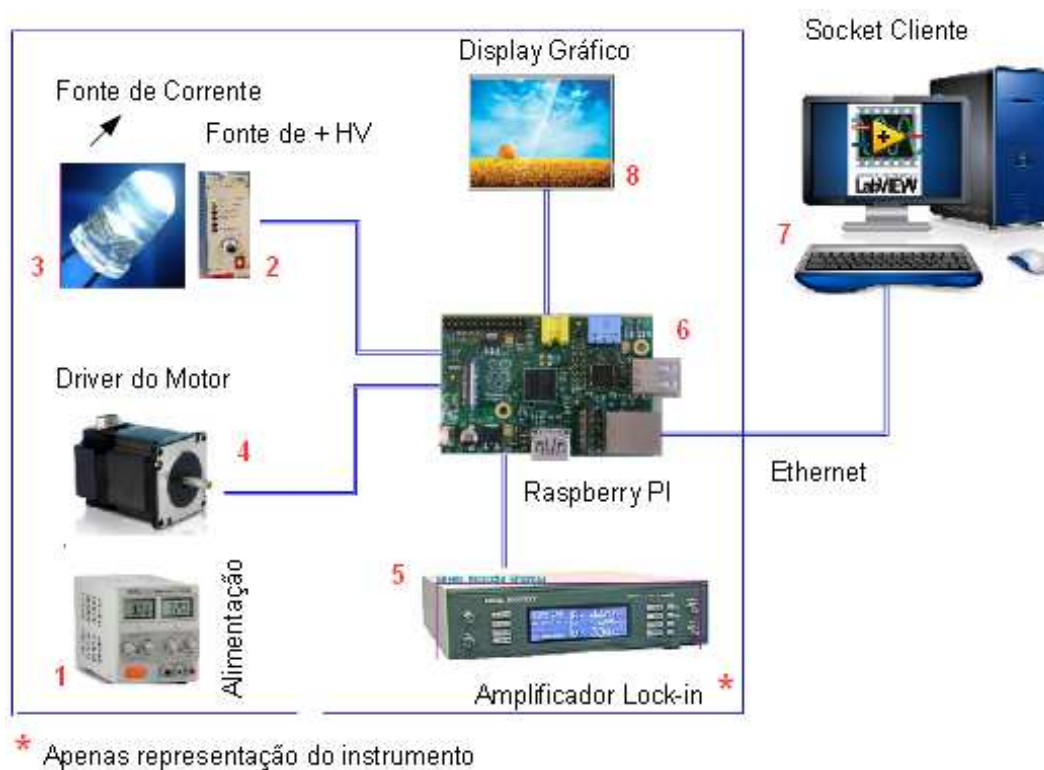 Socket Cliente
Display Gráfico
Fonte de Corrente
Fonte de + HV
8
LabVIEW
7
3
2
6
Driver do Motor
4
Ethernet
Raspberry PI
5
Alimentação
1
Amplificador Lock-in *
* Apenas representação do instrumento